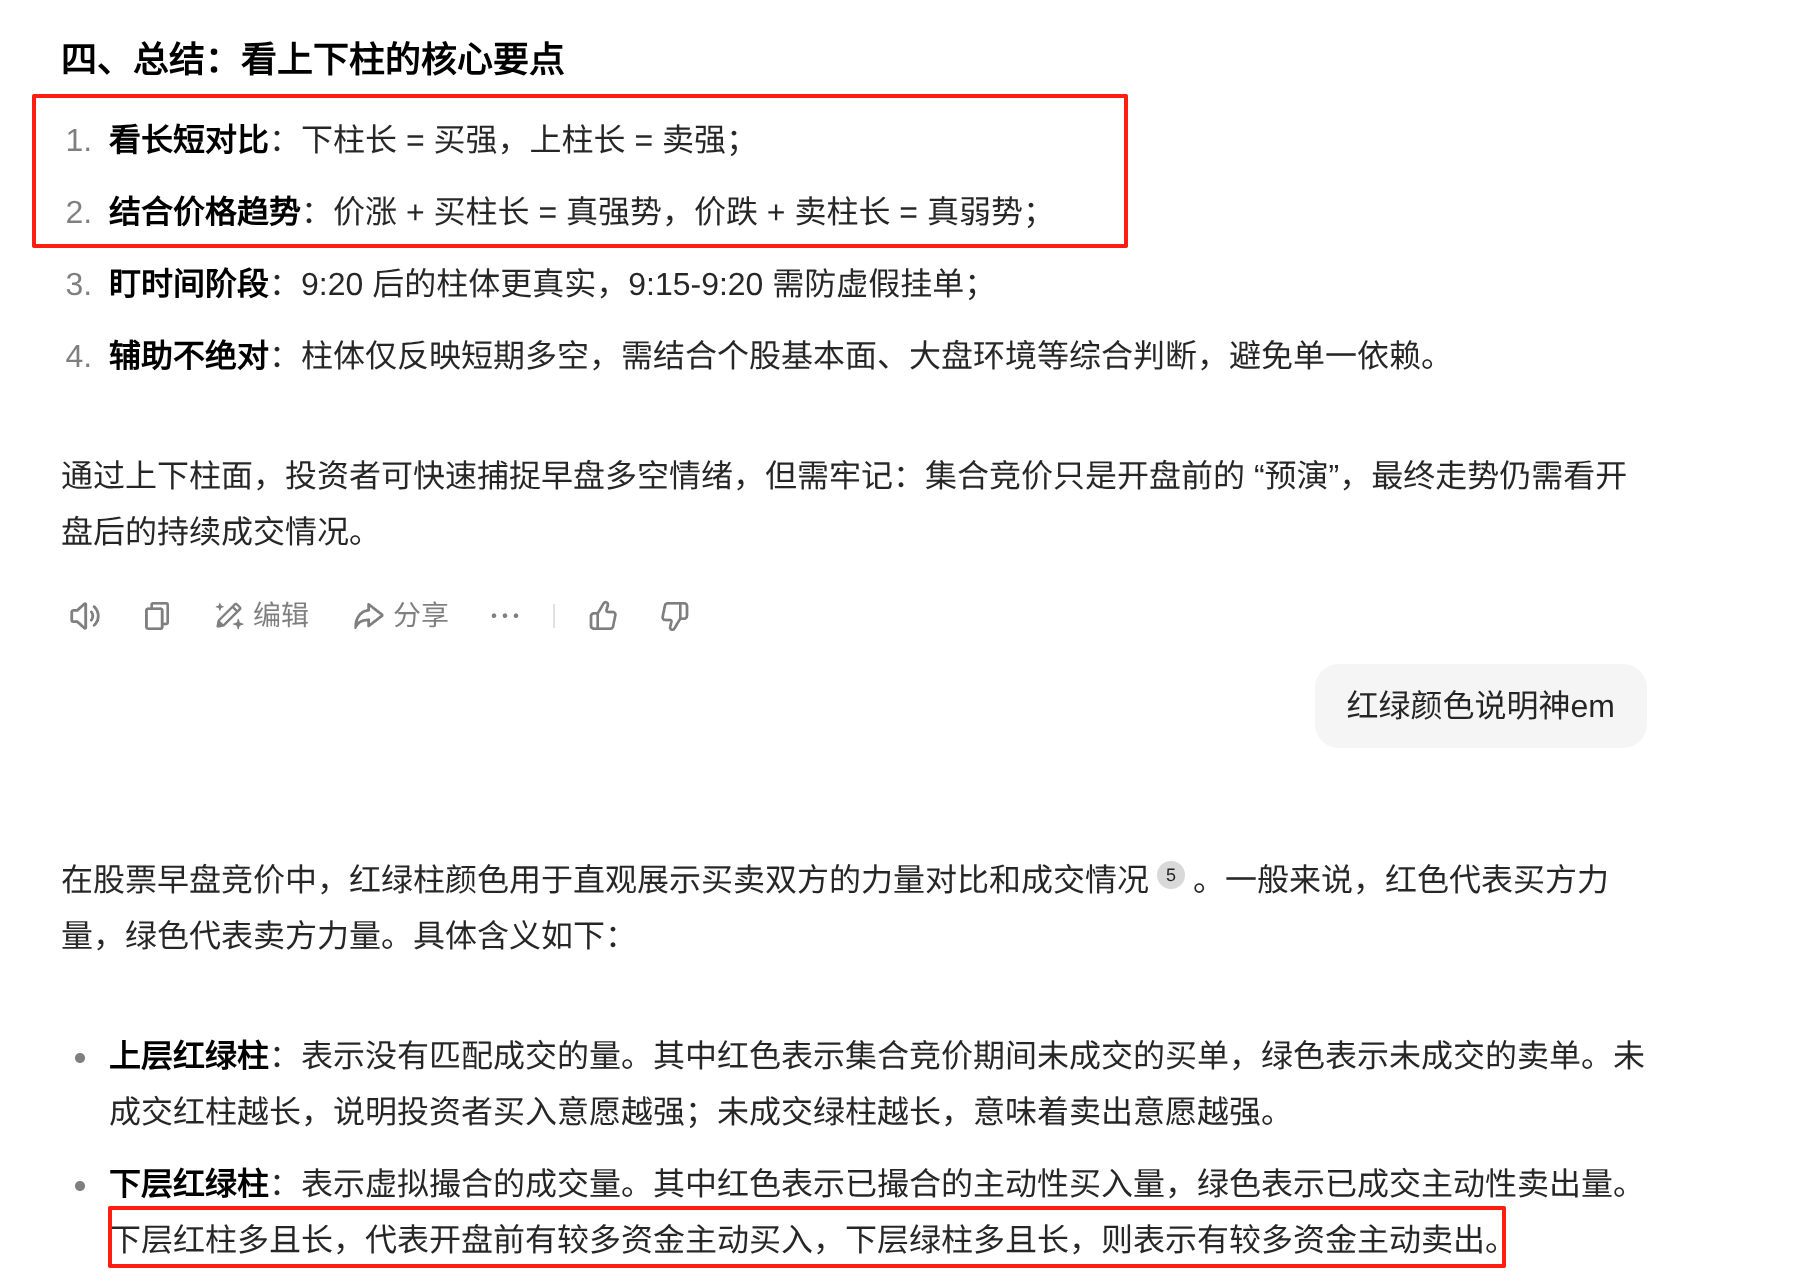 四、总结：看上下柱的核心要点
1. 看长短对比：下柱长 = 买强，上柱长 = 卖强；
2. 结合价格趋势：价涨 + 买柱长 = 真强势，价跌 + 卖柱长 = 真弱势；
3. 盯时间阶段：9:20 后的柱体更真实，9:15-9:20 需防虚假挂单；
4. 辅助不绝对：柱体仅反映短期多空，需结合个股基本面、大盘环境等综合判断，避免单一依赖。
通过上下柱面，投资者可快速捕捉早盘多空情绪，但需牢记：集合竞价只是开盘前的 “预演”，最终走势仍需看开
盘后的持续成交情况。
编辑 分享
红绿颜色说明神em
在股票早盘竞价中，红绿柱颜色用于直观展示买卖双方的力量对比和成交情况 5 。一般来说，红色代表买方力
量，绿色代表卖方力量。具体含义如下：
• 上层红绿柱：表示没有匹配成交的量。其中红色表示集合竞价期间未成交的买单，绿色表示未成交的卖单。未
成交红柱越长，说明投资者买入意愿越强；未成交绿柱越长，意味着卖出意愿越强。
• 下层红绿柱：表示虚拟撮合的成交量。其中红色表示已撮合的主动性买入量，绿色表示已成交主动性卖出量。
下层红柱多且长，代表开盘前有较多资金主动买入，下层绿柱多且长，则表示有较多资金主动卖出。